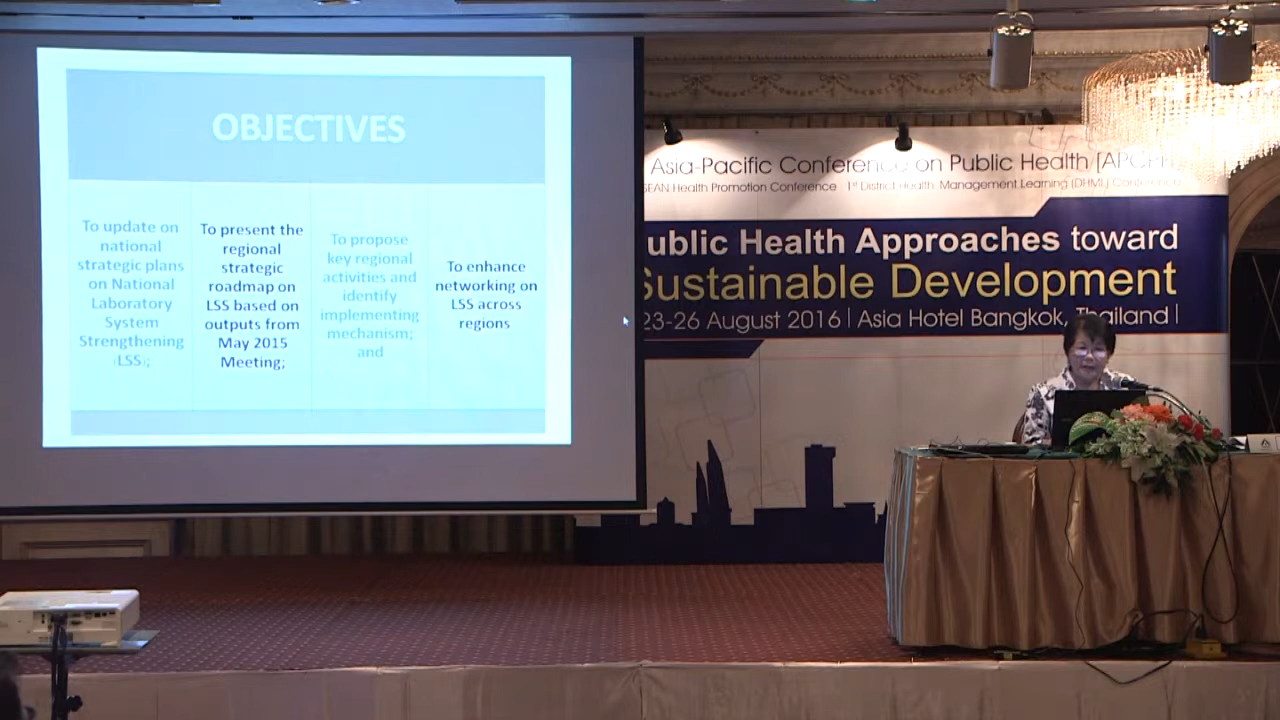 OBJECTIVES
To update on
national
strategic plans
on National
Laboratory
System
Strengthening
(LSS);
To present the
regional
strategic
roadmap on
LSS based on
outputs from
May 2015
Meeting;
To propose
key regional
activities and
identify
implementing
mechanism;
and
To enhance
networking on
LSS across
regions
Asia-Pacific Conference on Public Health
Health Promotion Conference 1st District Health Management Learning (DHML) Conference
Health Approaches toward
Sustainable Development
23-26 August 2016 | Asia Hotel Bangkok, Thailand |